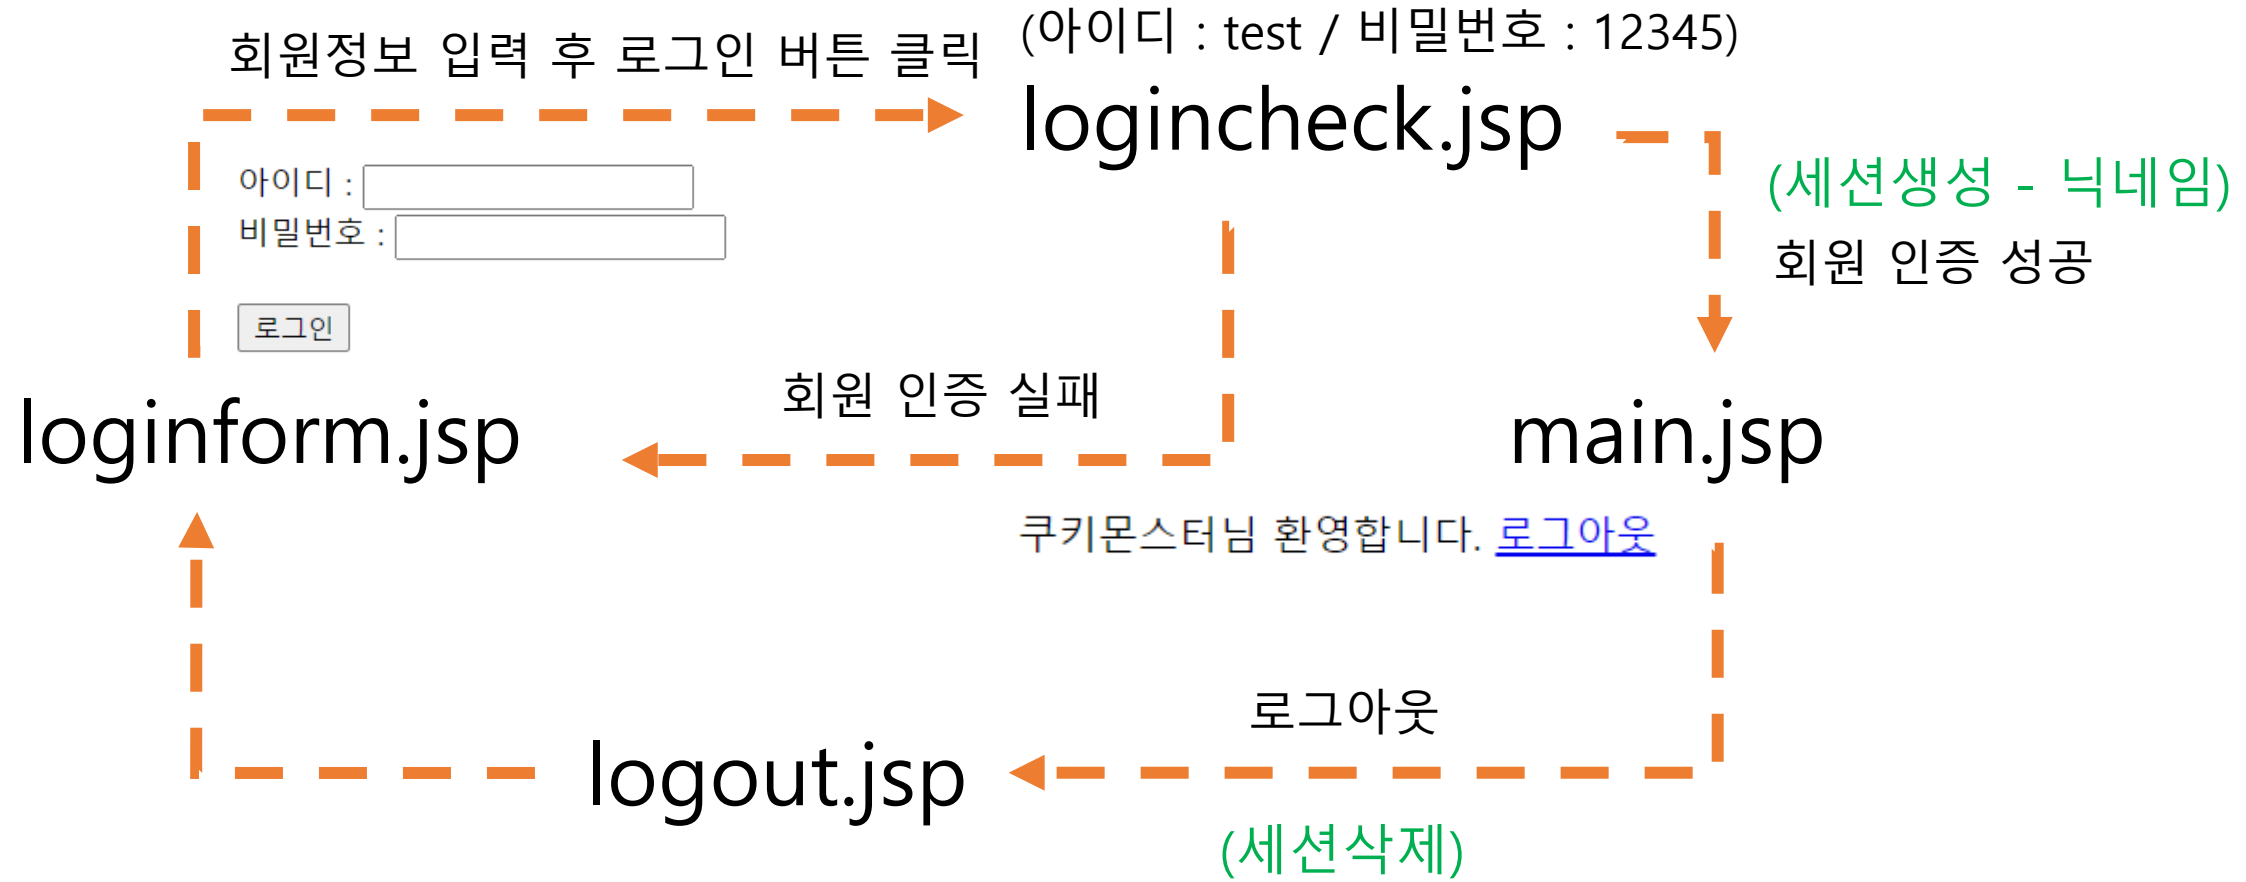 회원정보 입력 후 로그인 버튼 클릭
(아이디 : test / 비밀번호 : 12345)
logincheck.jsp
아이디 :
비밀번호 :
로그인
(세션생성 - 닉네임)
회원 인증 성공
회원 인증 실패
loginform.jsp
main.jsp
쿠키몬스터님 환영합니다. 로그아웃
로그아웃
logout.jsp
(세션삭제)